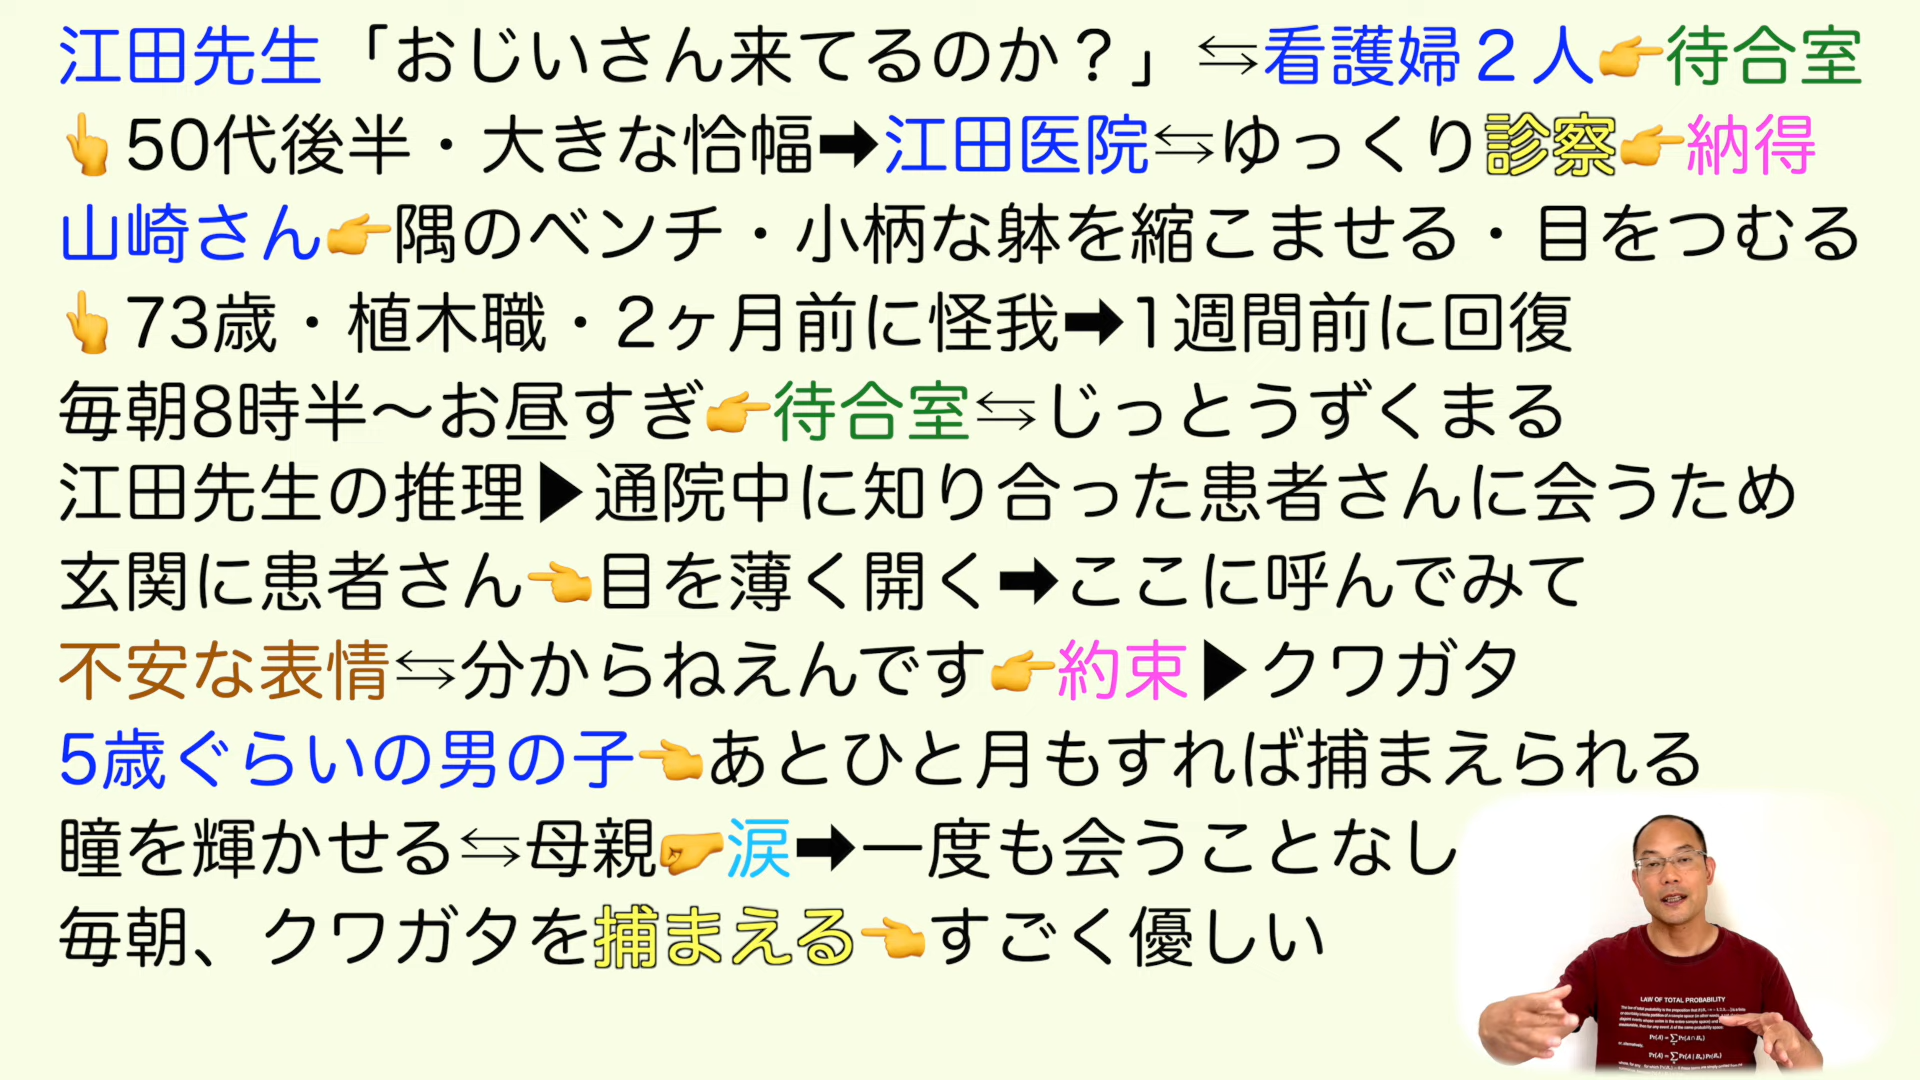 江田先生「おじいさん来てるのか？」⇆看護婦２人👉待合室
👆50代後半・大きな恰幅➡江田医院⇆ゆっくり診察👉納得
山崎さん👉隅のベンチ・小柄な躰を縮こませる・目をつむる
👆73歳・植木職・2ヶ月前に怪我➡1週間前に回復
毎朝8時半〜お昼すぎ👉待合室⇆じっとうずくまる
江田先生の推理▶通院中に知り合った患者さんに会うため
玄関に患者さん👈目を薄く開く➡ここに呼んでみて
不安な表情⇆分からねえんです👉約束▶クワガタ
5歳ぐらいの男の子👈あとひと月もすれば捕まえられる
瞳を輝かせる⇆母親🤛涙➡一度も会うことなし
毎朝、クワガタを捕まえる👈すごく優しい
LAW OF TOTAL PROBABILITY